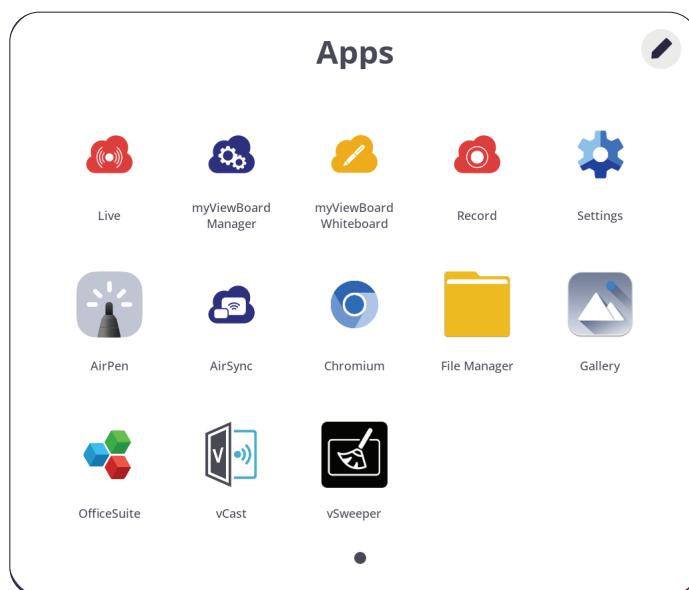 Apps
Live
myViewBoard
Manager
myViewBoard
Whiteboard
Record
Settings
AirPen
AirSync
Chromium
File Manager
Gallery
V
OfficeSuite
vCast
vSweeper